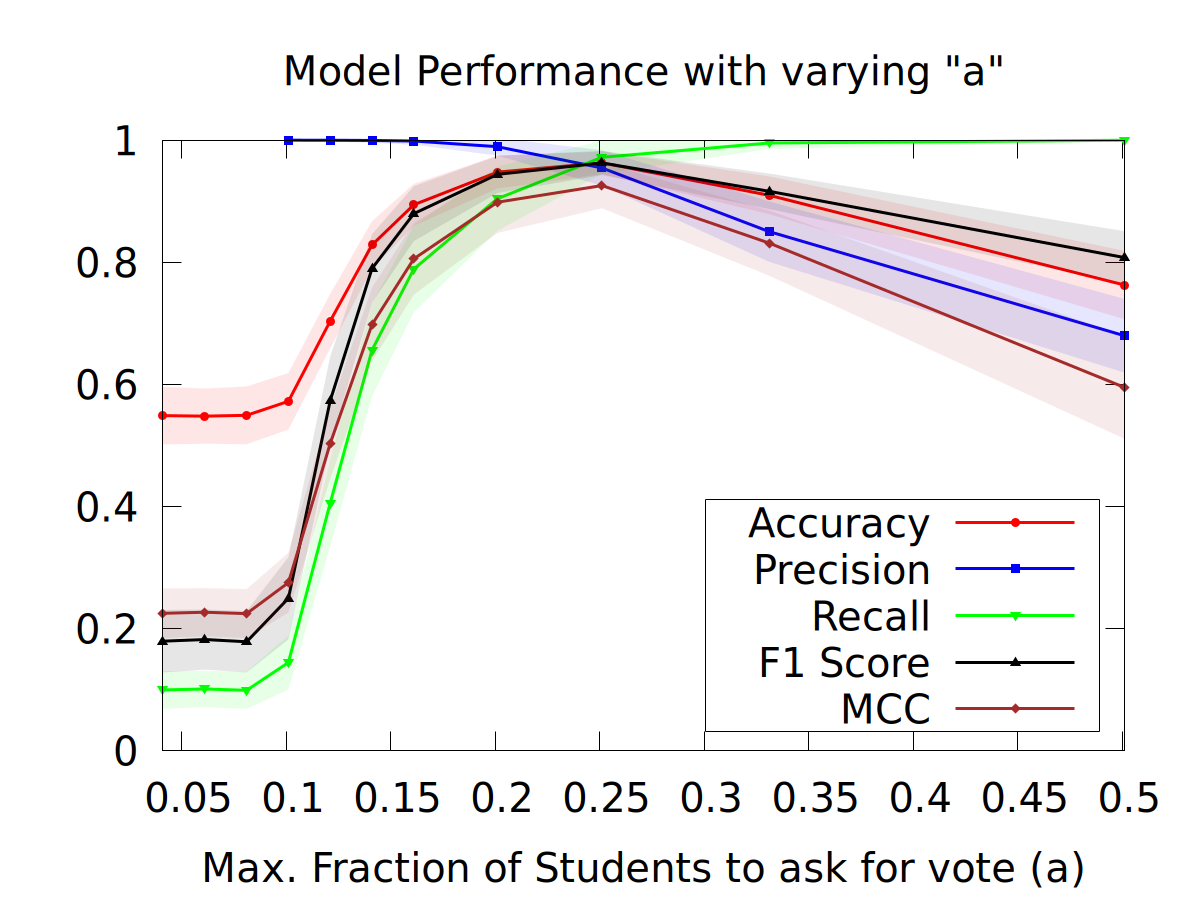 Model Performance with varying "a"
1
0.8
0.6
0.4
0.2
0
Accuracy
Precision
Recall
F1 Score
MCC
0.05 0.1 0.15 0.2 0.25 0.3 0.35 0.4 0.45 0.5
Max. Fraction of Students to ask for vote (a)